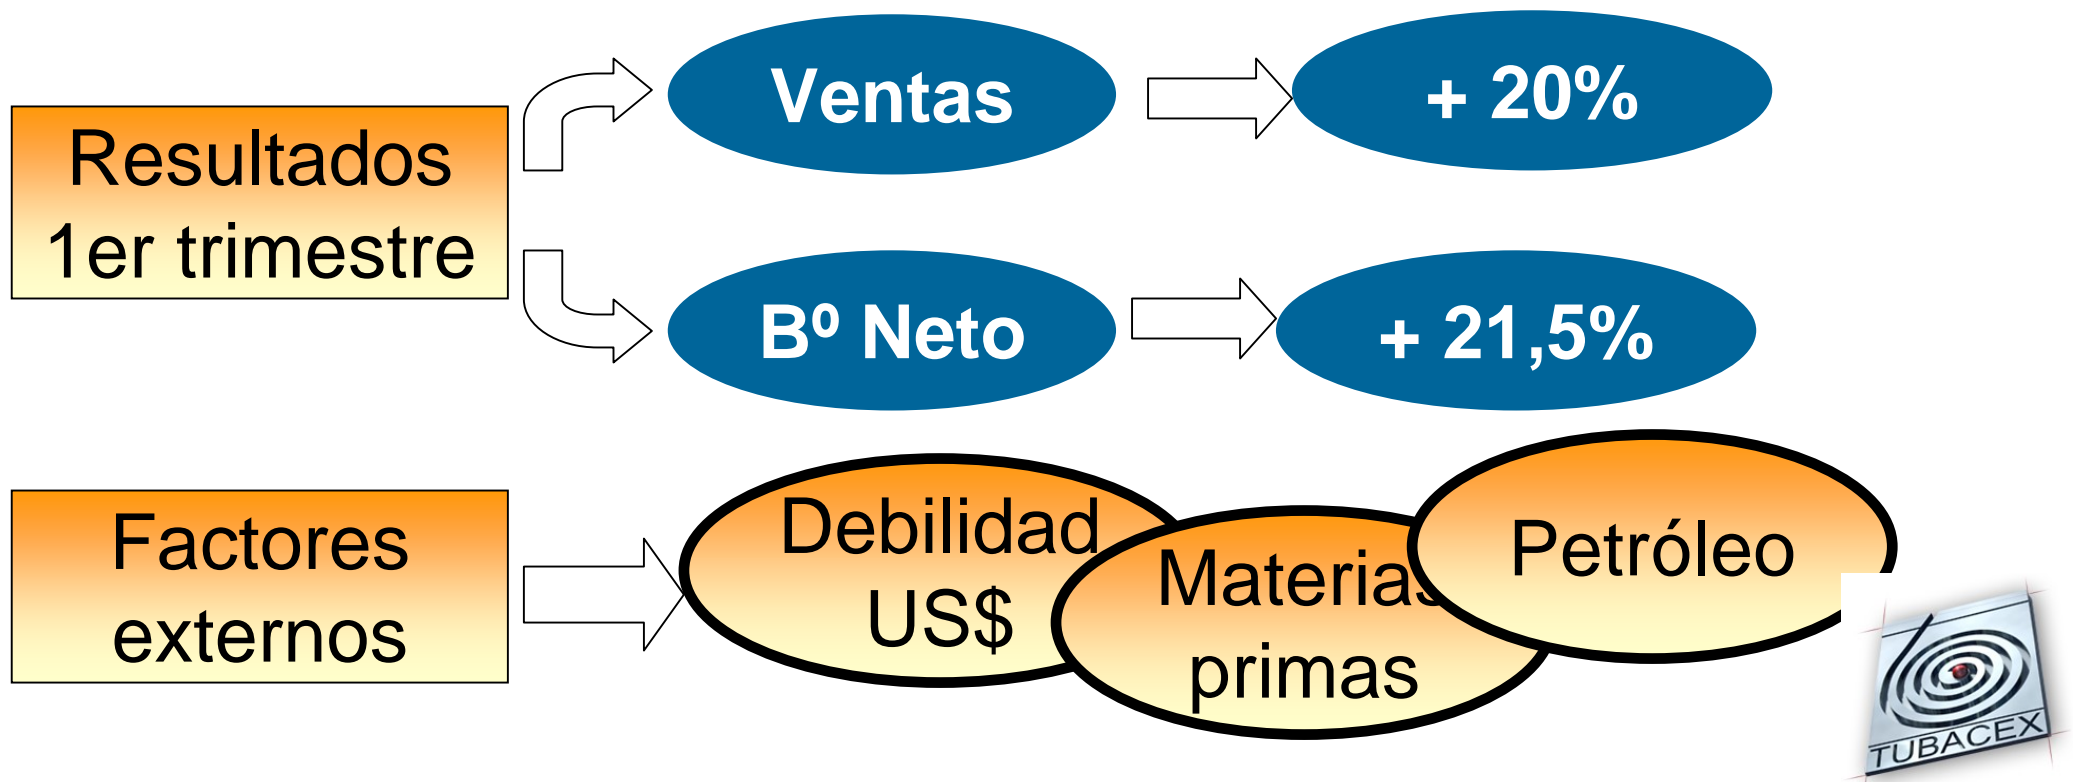 Resultados
1er trimestre
Ventas
+ 20%
Bº Neto
+ 21,5%
Factores
externos
Debilidad
US$
Materias
primas
Petróleo
TUBACEX